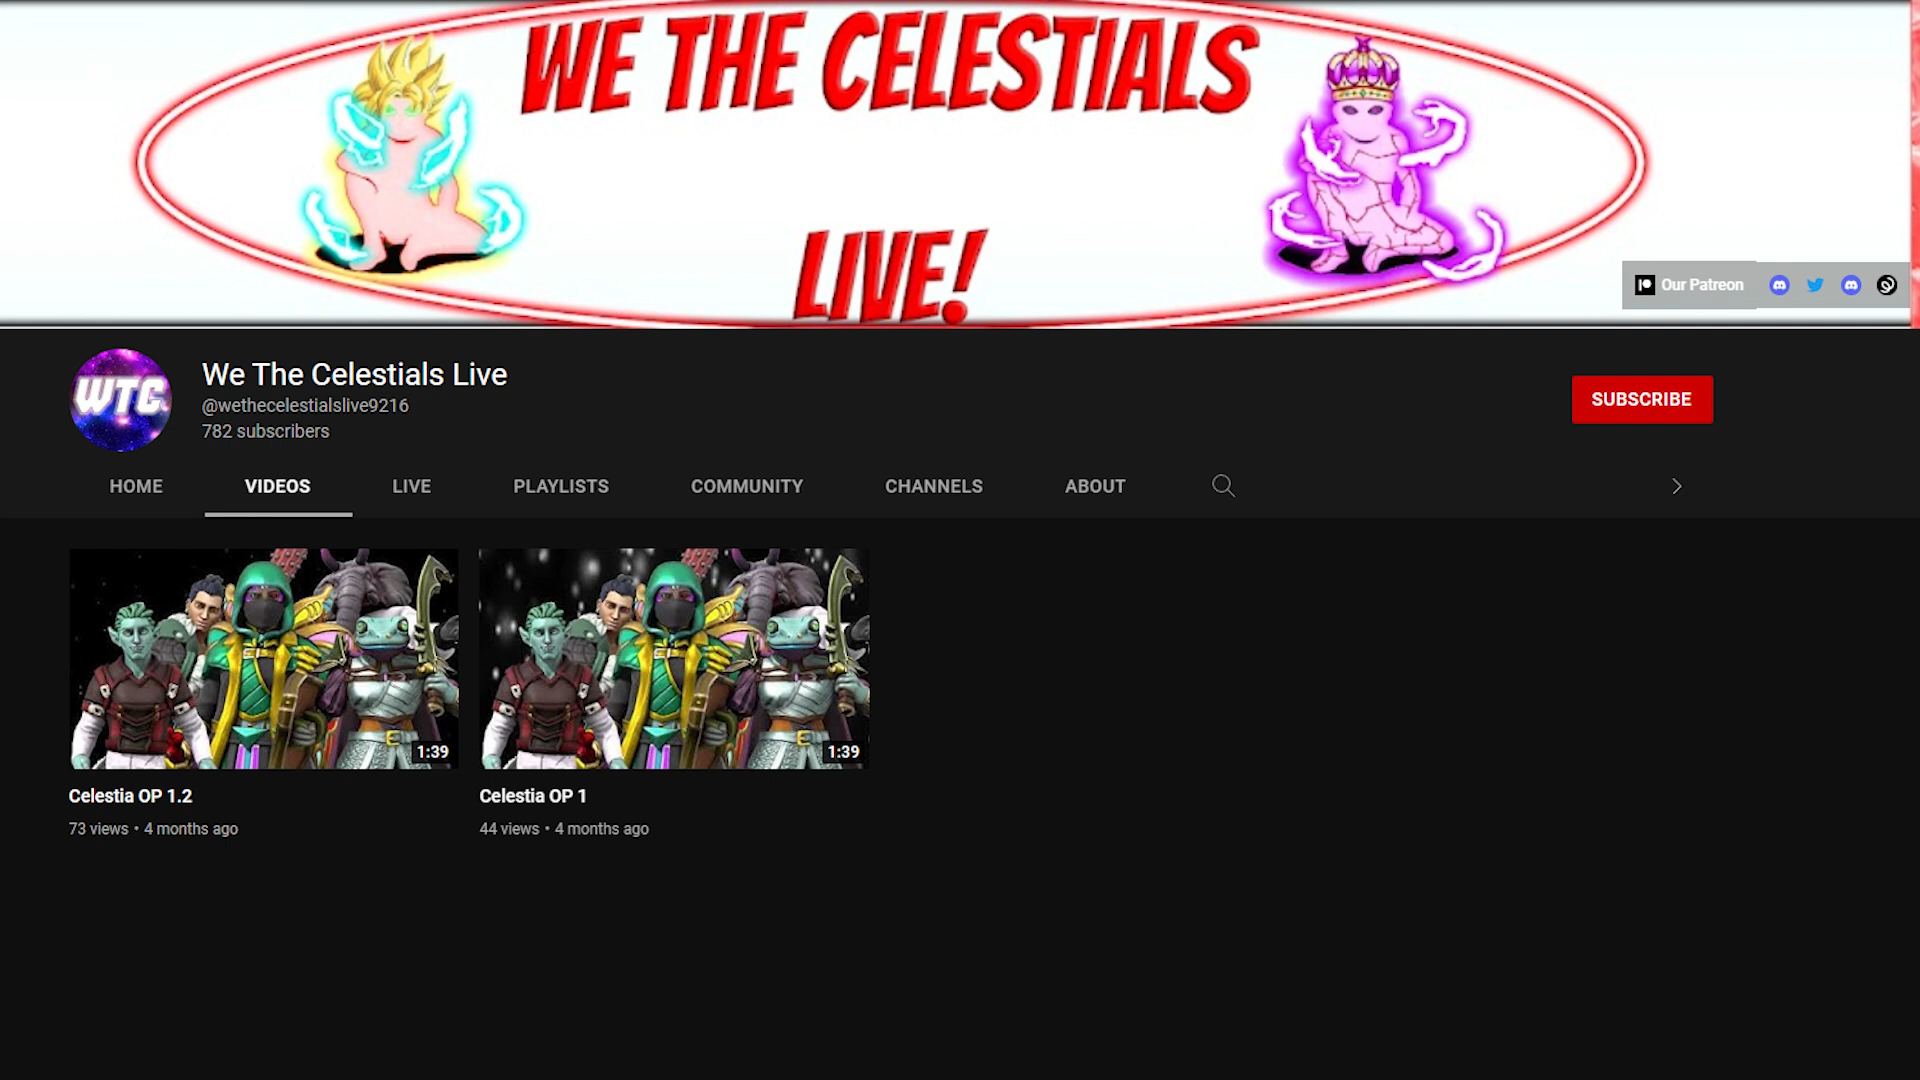 WE THE CELESTIALS
LIVE!
Our Patreon
WTC
We The Celestials Live
@wethecelestialslive9216
782 subscribers
SUBSCRIBE
HOME VIDEOS LIVE PLAYLISTS COMMUNITY CHANNELS ABOUT
1:39 1:39
Celestia OP 1.2 Celestia OP 1
73 views • 4 months ago 44 views • 4 months ago